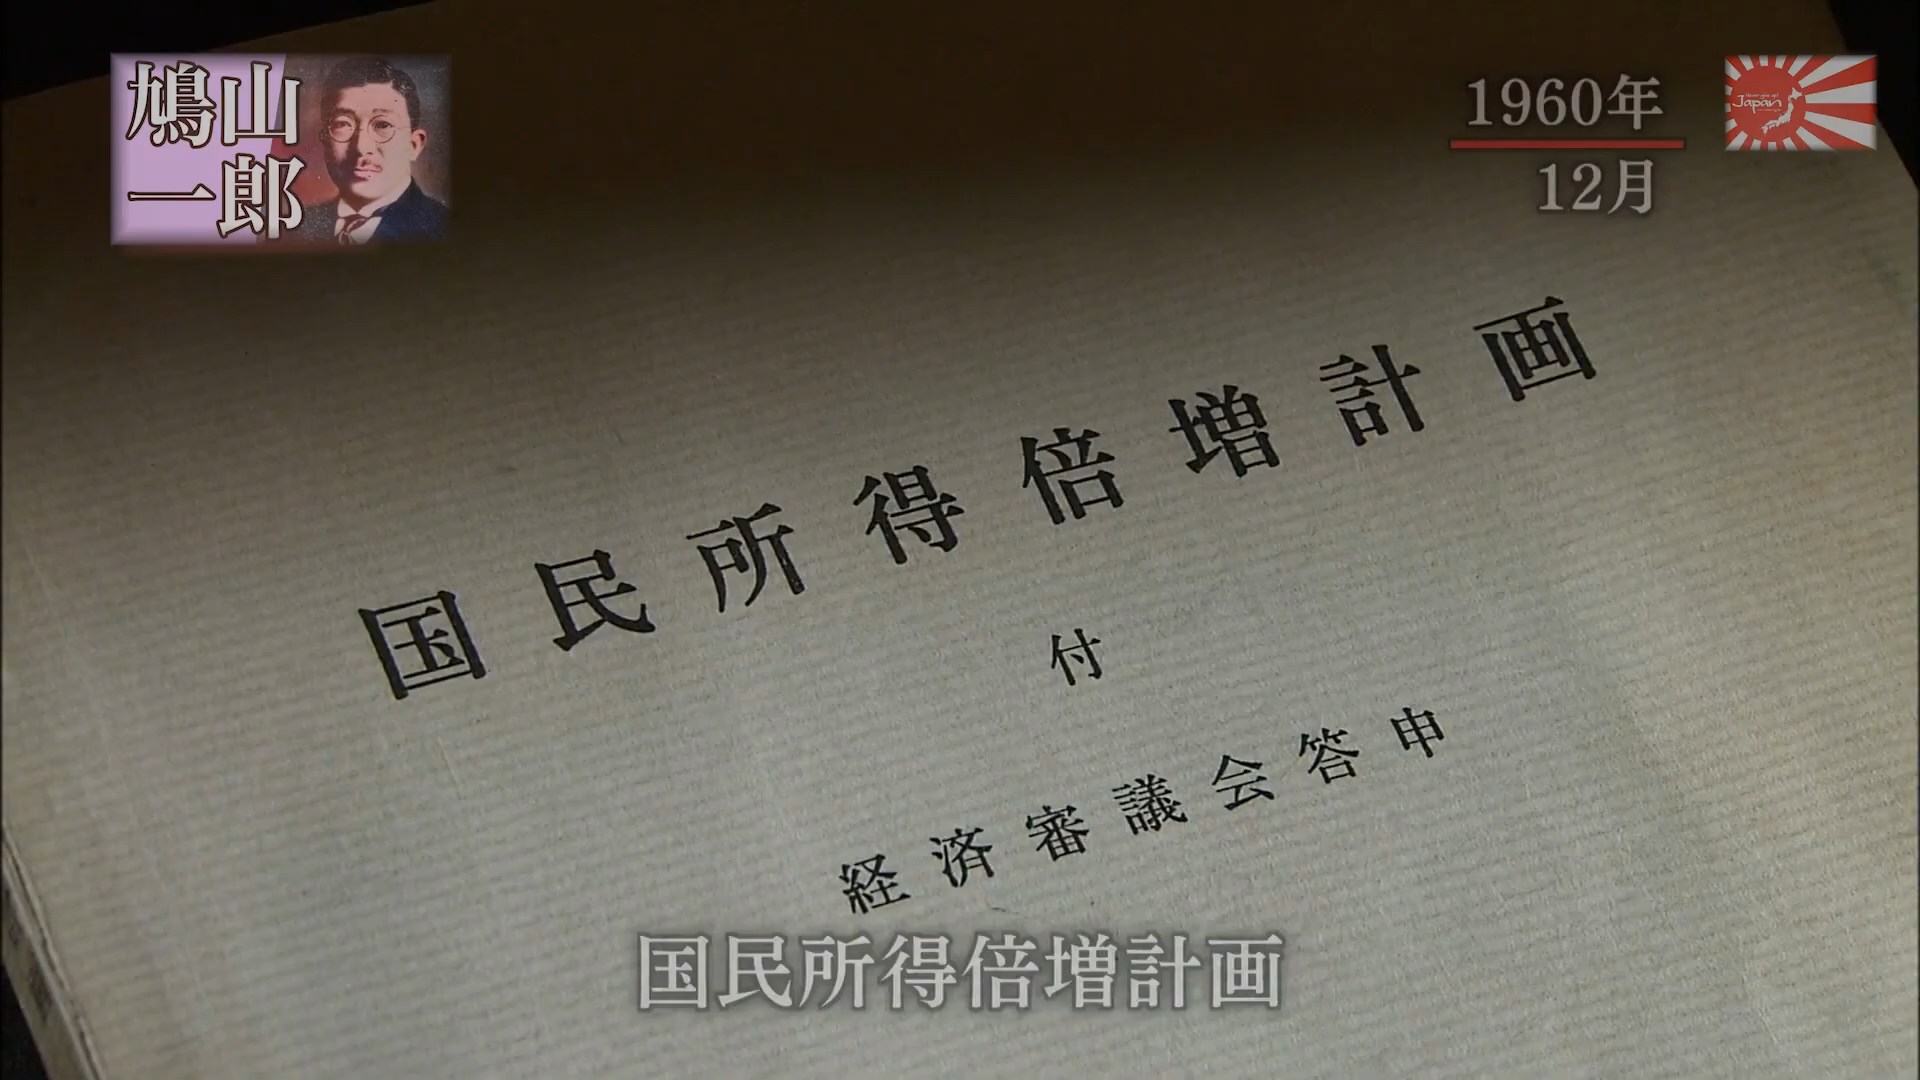 鳩山
一郎
1960年
12月
Japan
国民所得倍増計画
付
経済審議会答申
国民所得倍増計画